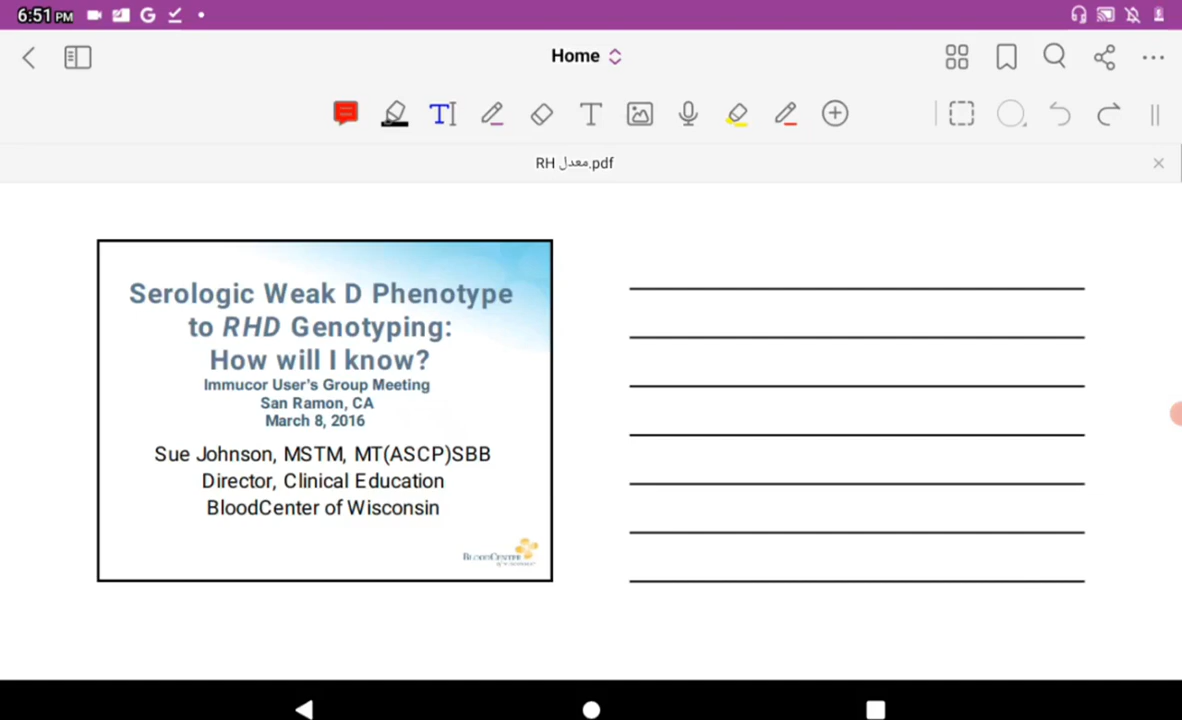 6:51 PM
Home
RH معدل.pdf
Serologic Weak D Phenotype
to RHD Genotyping:
How will I know?
Immucor User's Group Meeting
San Ramon, CA
March 8, 2016
Sue Johnson, MSTM, MT(ASCP)SBB
Director, Clinical Education
BloodCenter of Wisconsin
BloodCenter